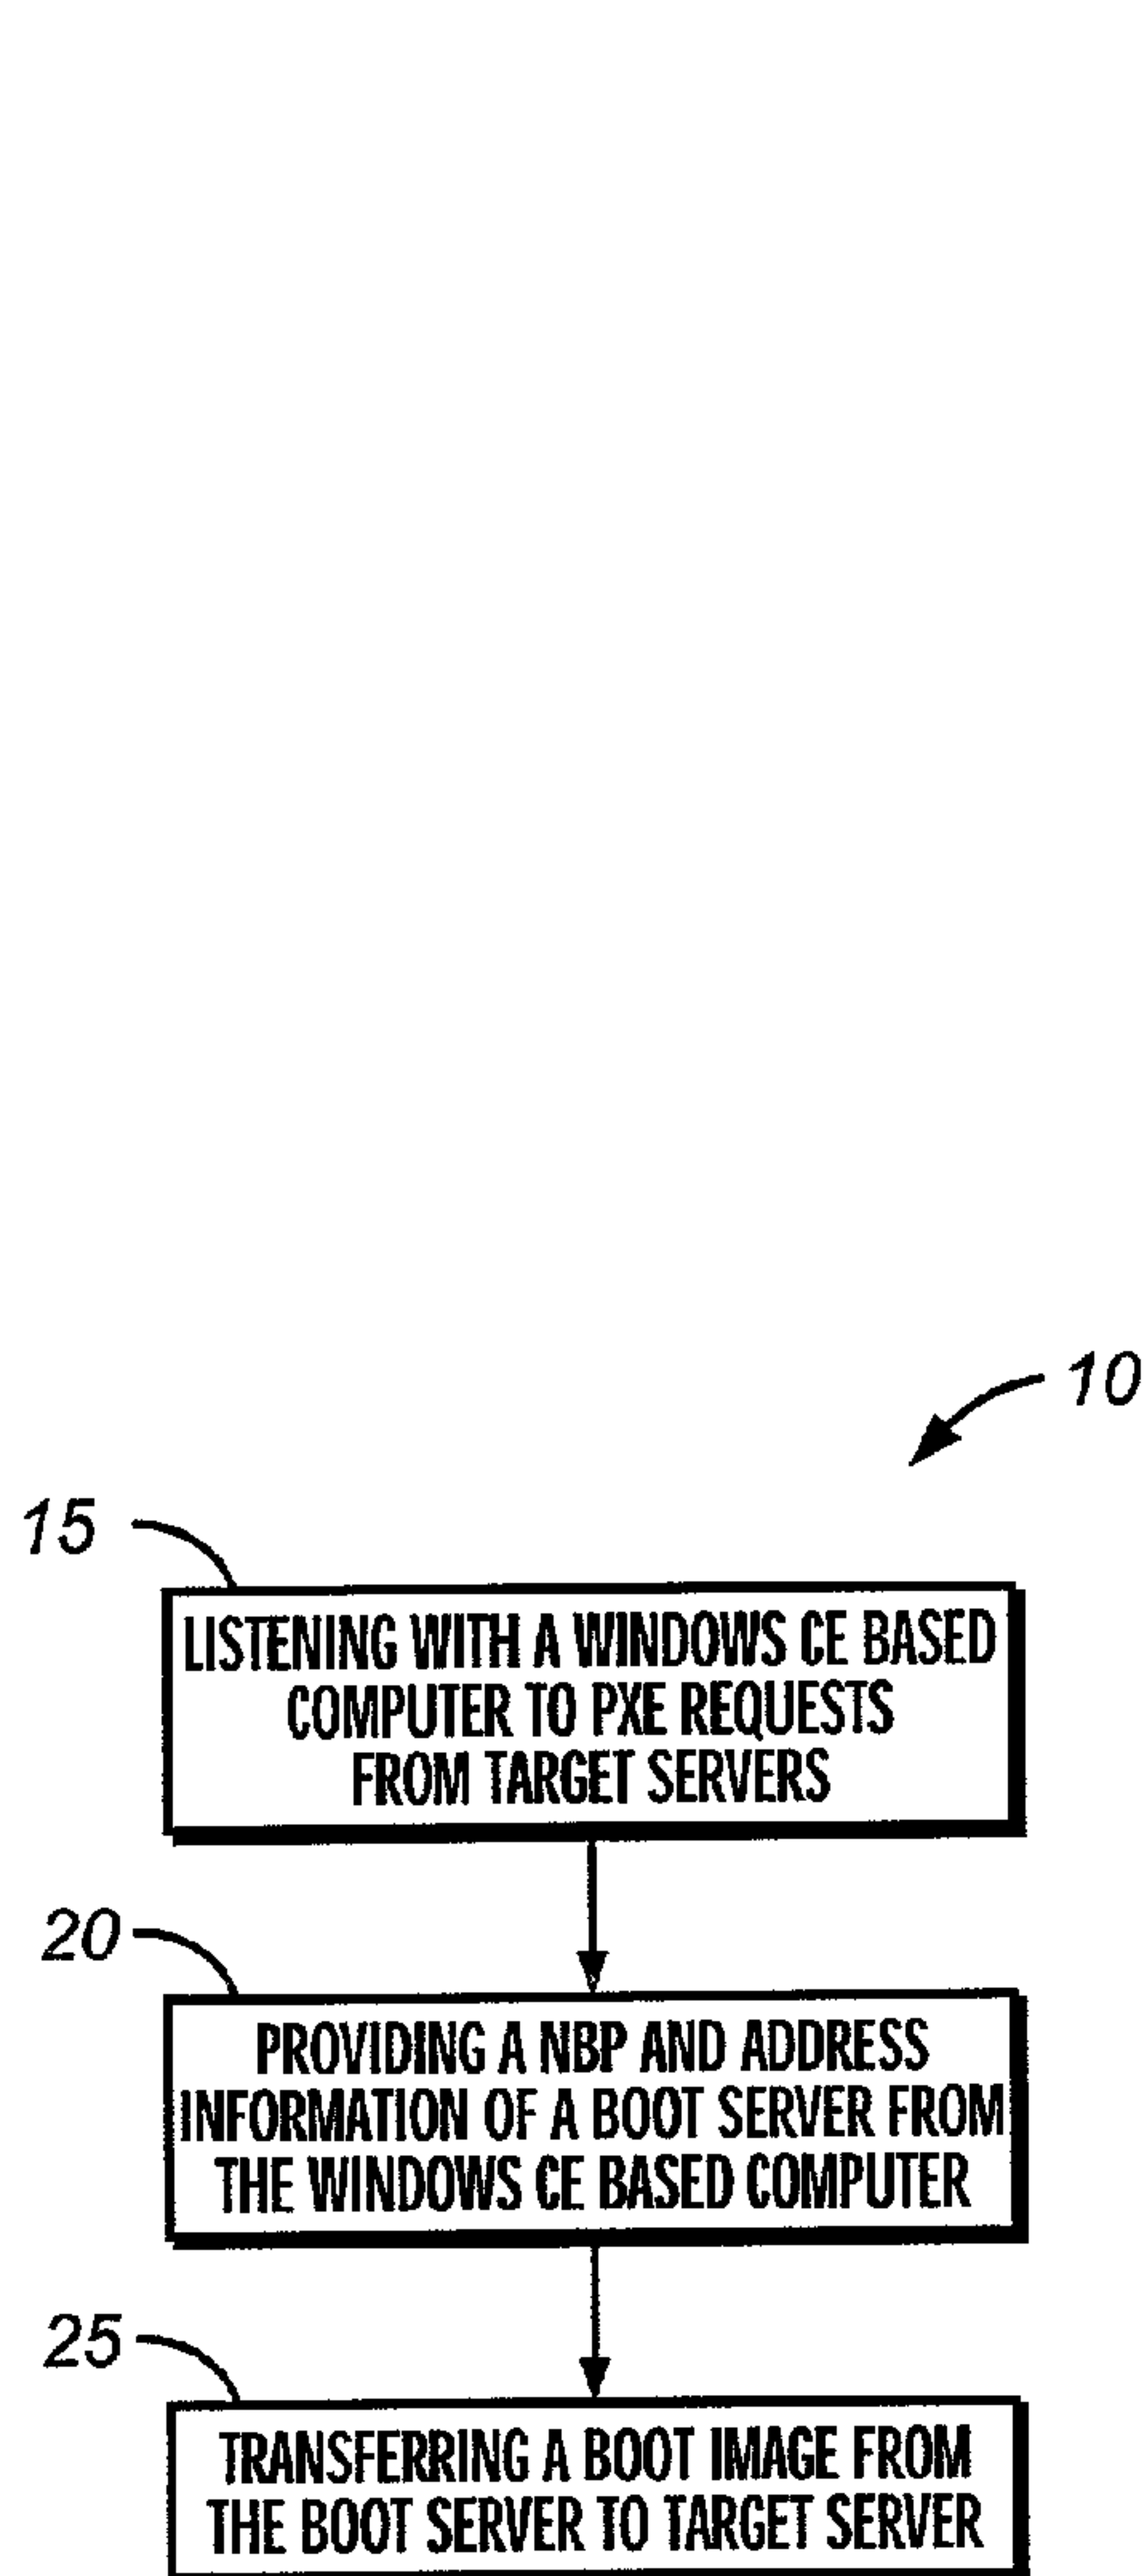 10
15
LISTENING WITH A WINDOWS CE BASED
COMPUTER TO PXE REQUESTS
FROM TARGET SERVERS
20
PROVIDING A NBP AND ADDRESS
INFORMATION OF A BOOT SERVER FROM
THE WINDOWS CE BASED COMPUTER
25
TRANSFERRING A BOOT IMAGE FROM
THE BOOT SERVER TO TARGET SERVER